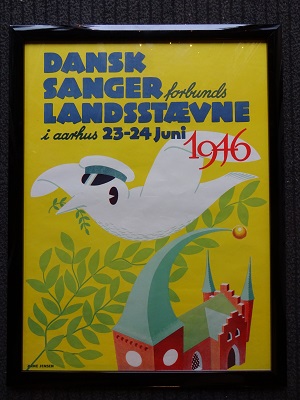 DANSK
SANGER forbunds
LANDSSTÆVNE
i aarhus 23-24 Juni
1946